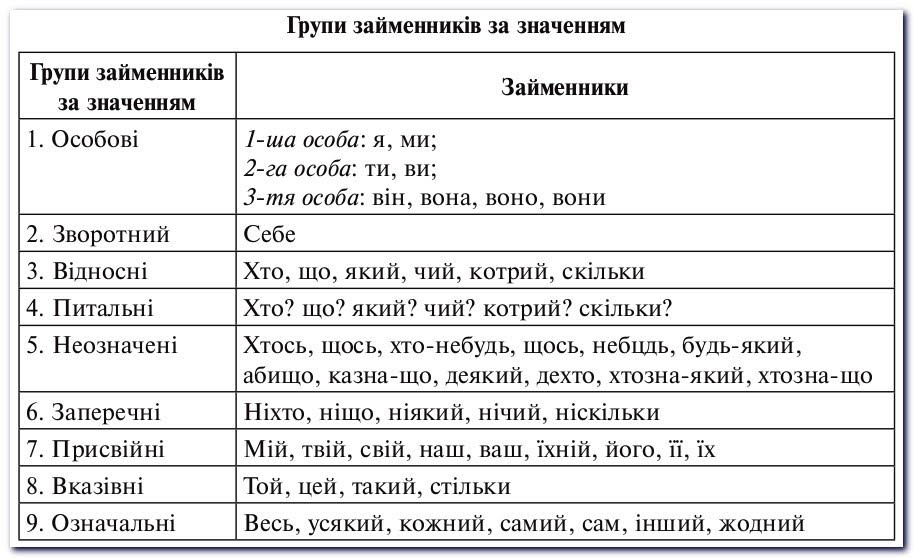 Групи займенників за значенням
Групи займенників
за значенням
Займенники
1. Особові
1-ша особа: я, ми;
2-га особа: ти, ви;
3-тя особа: він, вона, воно, вони
2. Зворотний
Себе
3. Відносні
Хто, що, який, чий, котрий, скільки
4. Питальні
Хто? що? який? чий? котрий? скільки?
5. Неозначені
Хтось, щось, хто-небудь, щось, небцдь, будь-який,
абищо, казна-що, деякий, дехто, хтозна-який, хтозна-що
6. Заперечні
Ніхто, ніщо, ніякий, нічий, ніскільки
7. Присвійні
Мій, твій, свій, наш, ваш, їхній, його, її, їх
8. Вказівні
Той, цей, такий, стільки
9. Означальні
Весь, усякий, кожний, самий, сам, інший, жодний